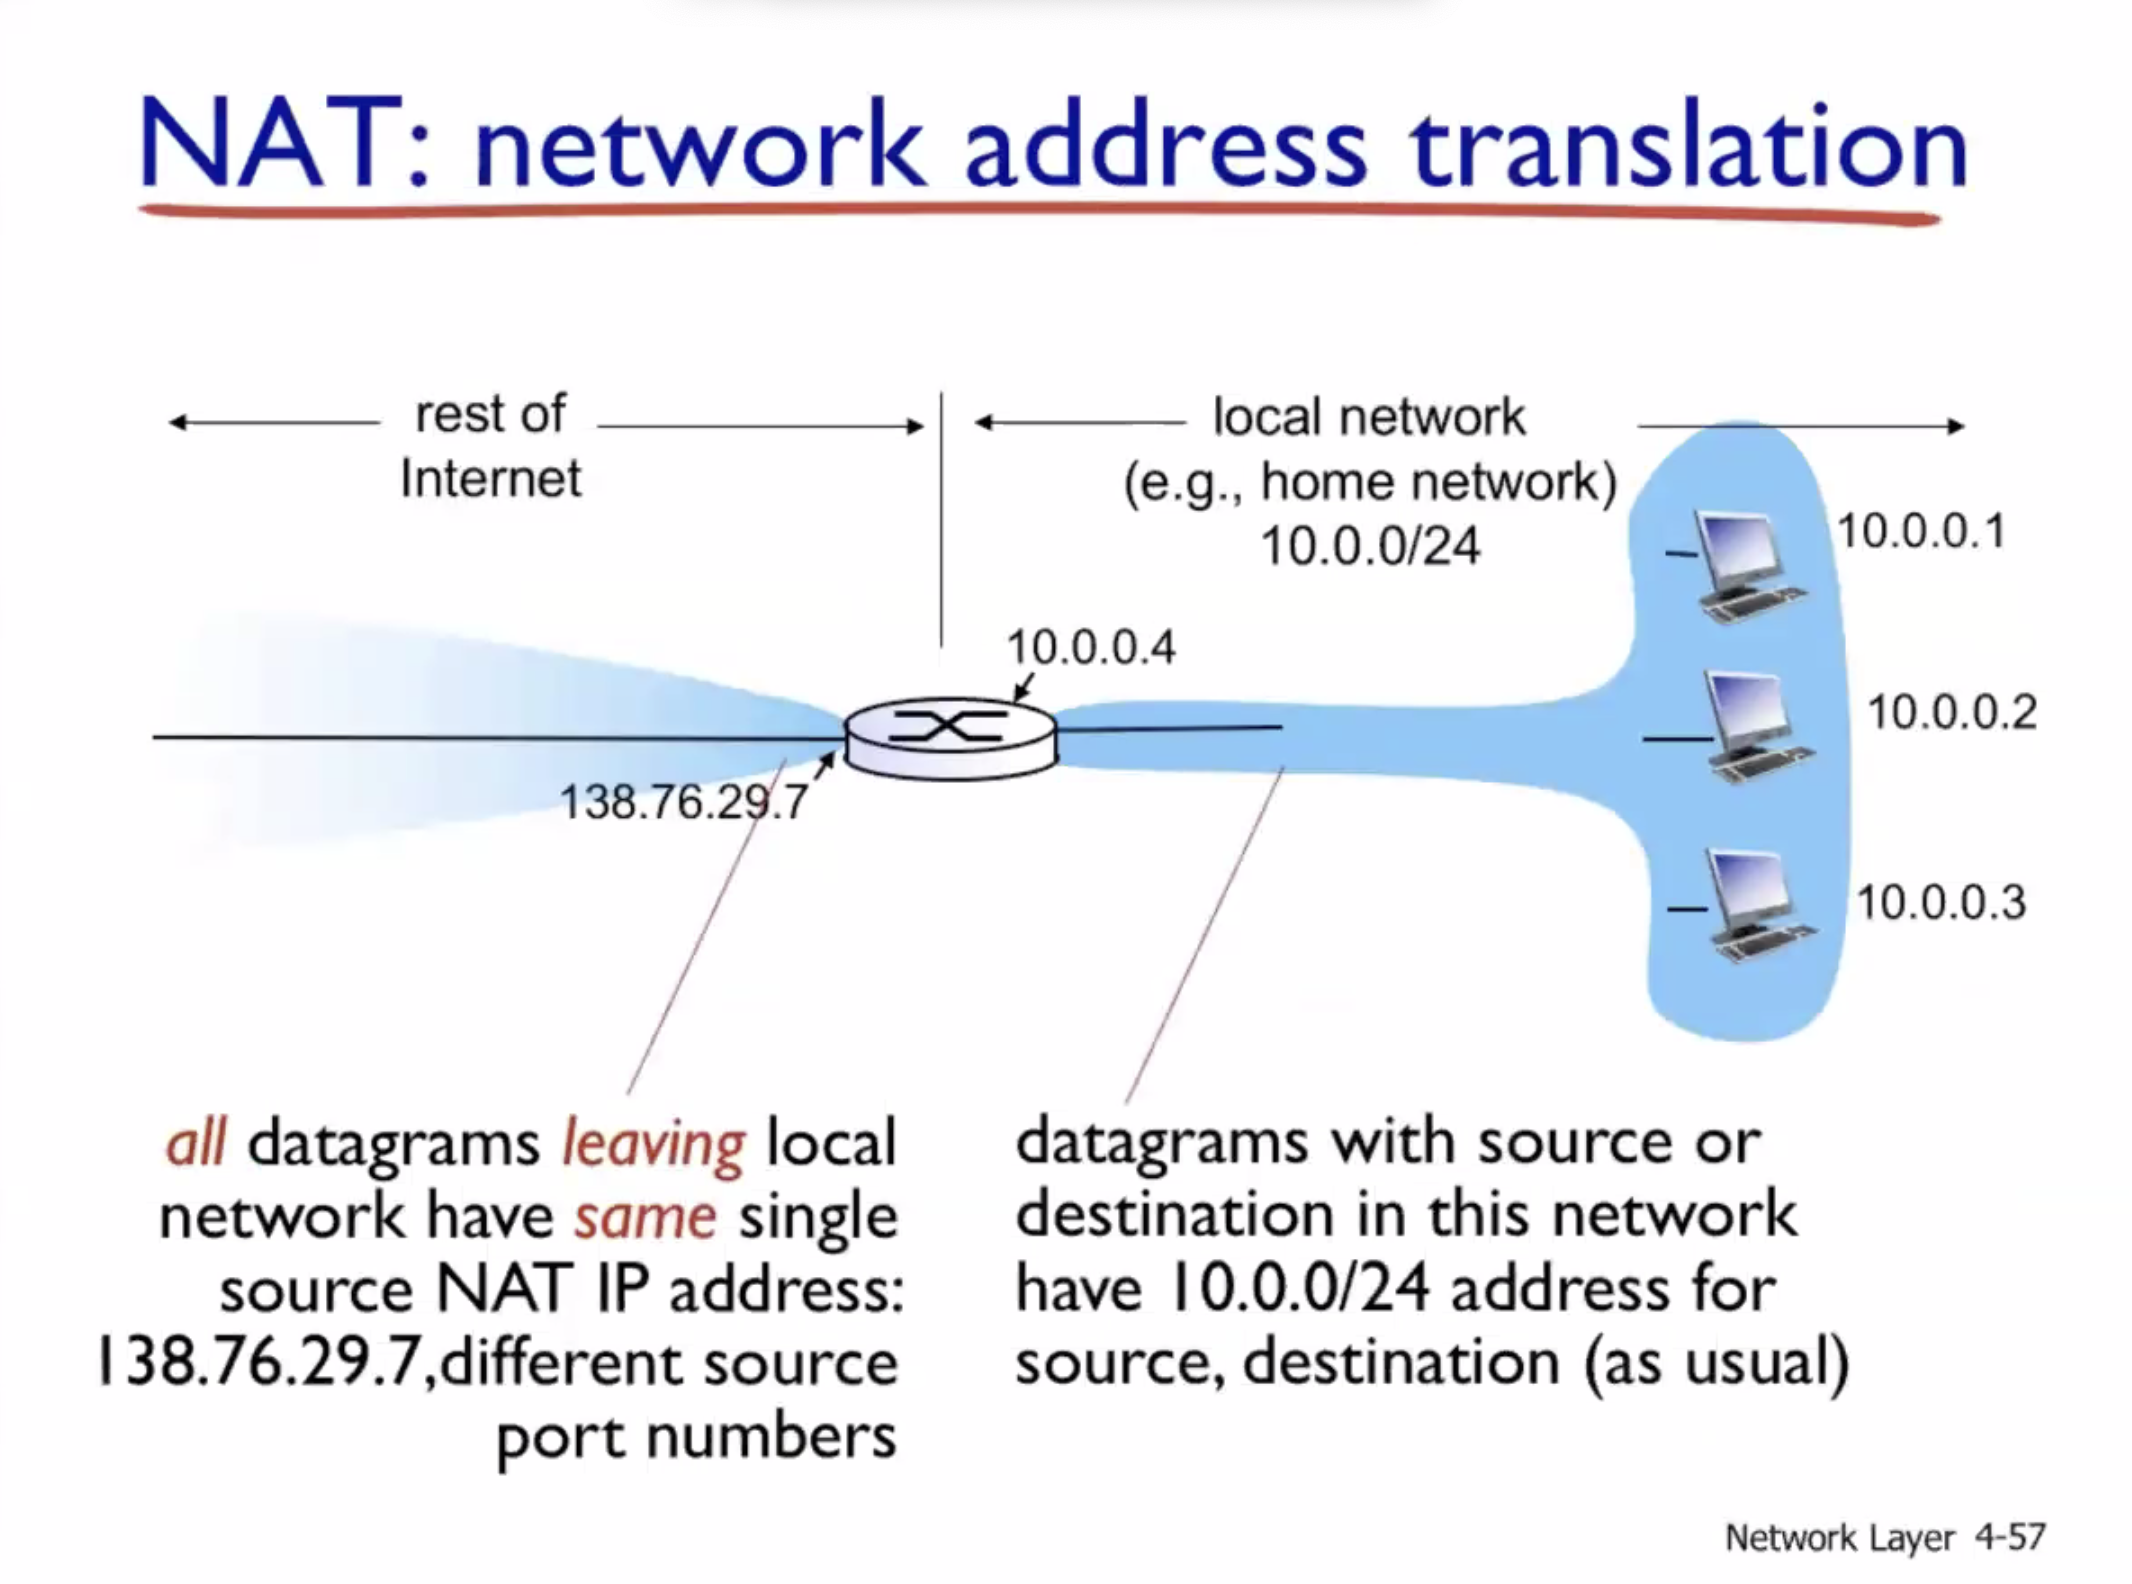 NAT: network address translation
rest of
Internet
local network
(e.g., home network)
10.0.0/24
10.0.0.1
10.0.0.4
10.0.0.2
138.76.29.7
10.0.0.3
all datagrams leaving local
network have same single
source NAT IP address:
138.76.29.7,different source
port numbers
datagrams with source or
destination in this network
have 10.0.0/24 address for
source, destination (as usual)
Network Layer 4-57